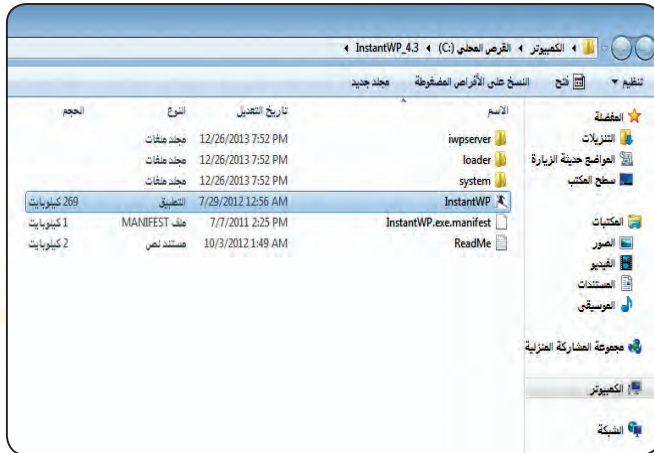 الكمبيوتر ◂ القرص المحلي (C:) ◂ InstantWP_4.3 ◂
تنظيم ▾ فتح النسخ على الأقراص المضغوطة مجلد جديد
المفضلة
التنزيلات
المواضع حديثة الزيارة
سطح المكتب
المكتبات
الصور
الفيديو
المستندات
الموسيقى
مجموعة المشاركة المنزلية
الكمبيوتر
الشبكة
الاسم تاريخ التعديل النوع الحجم
iwpserver 12/26/2013 7:52 PM مجلد ملفات
loader 12/26/2013 7:52 PM مجلد ملفات
system 12/26/2013 7:52 PM مجلد ملفات
InstantWP 7/29/2012 12:56 AM التطبيق 269 كيلوبايت
InstantWP.exe.manifest 7/7/2011 2:25 PM ملف MANIFEST 1 كيلوبايت
ReadMe 10/3/2012 1:49 AM مستند نص 2 كيلوبايت